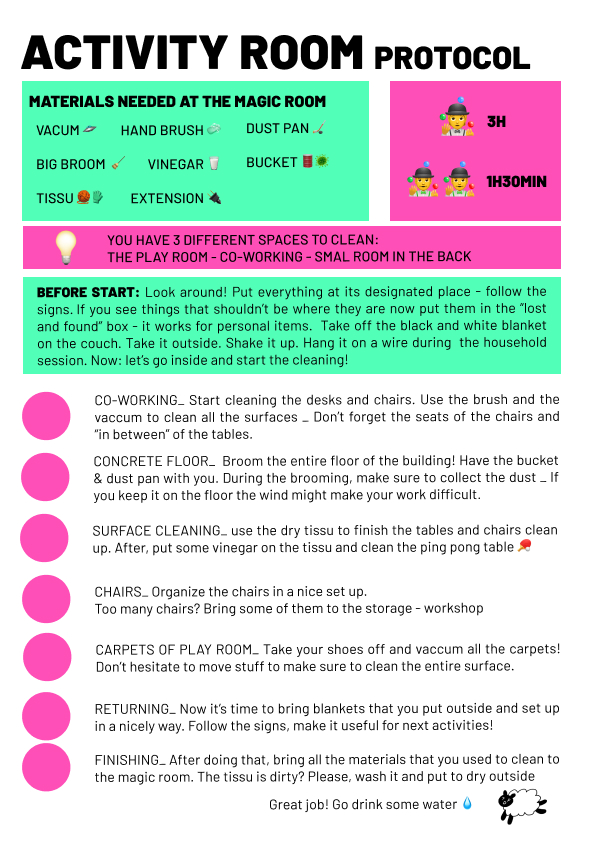 ACTIVITY ROOM PROTOCOL
MATERIALS NEEDED AT THE MAGIC ROOM
VACUM HAND BRUSH DUST PAN
BIG BROOM VINEGAR BUCKET
TISSU EXTENSION
3H
1H30MIN
YOU HAVE 3 DIFFERENT SPACES TO CLEAN:
THE PLAY ROOM - CO-WORKING - SMAL ROOM IN THE BACK
BEFORE START: Look around! Put everything at its designated place - follow the
signs. If you see things that shouldn't be where they are now put them in the "lost
and found" box - it works for personal items. Take off the black and white blanket
on the couch. Take it outside. Shake it up. Hang it on a wire during the household
session. Now: let's go inside and start the cleaning!
CO-WORKING_ Start cleaning the desks and chairs. Use the brush and the
vaccum to clean all the surfaces _ Don't forget the seats of the chairs and
"in between" of the tables.
CONCRETE FLOOR_ Broom the entire floor of the building! Have the bucket
& dust pan with you. During the brooming, make sure to collect the dust _ If
you keep it on the floor the wind might make your work difficult.
SURFACE CLEANING_ use the dry tissu to finish the tables and chairs clean
up. After, put some vinegar on the tissu and clean the ping pong table
CHAIRS_ Organize the chairs in a nice set up.
Too many chairs? Bring some of them to the storage - workshop
CARPETS OF PLAY ROOM_ Take your shoes off and vaccum all the carpets!
Don't hesitate to move stuff to make sure to clean the entire surface.
RETURNING_ Now it's time to bring blankets that you put outside and set up
in a nicely way. Follow the signs, make it useful for next activities!
FINISHING_ After doing that, bring all the materials that you used to clean to
the magic room. The tissu is dirty? Please, wash it and put to dry outside
Great job! Go drink some water